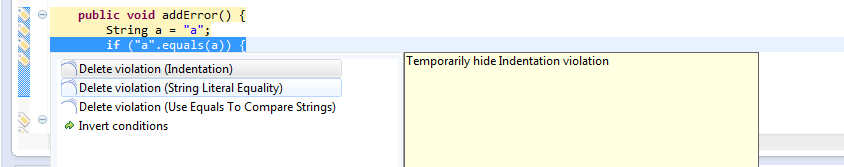 public void addError() {
String a = "a";
if ("a".equals(a)) {
Delete violation (Indentation)
Delete violation (String Literal Equality)
Delete violation (Use Equals To Compare Strings)
Invert conditions
Temporarily hide Indentation violation